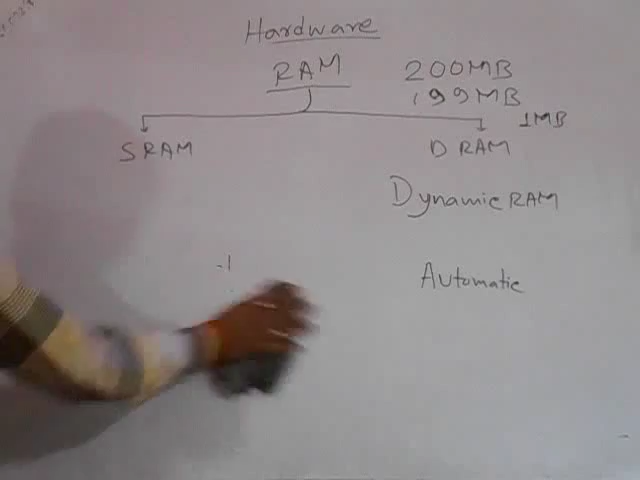 Hardware
RAM 200MB
199MB
1MB
SRAM DRAM
Dynamic RAM
Automatic